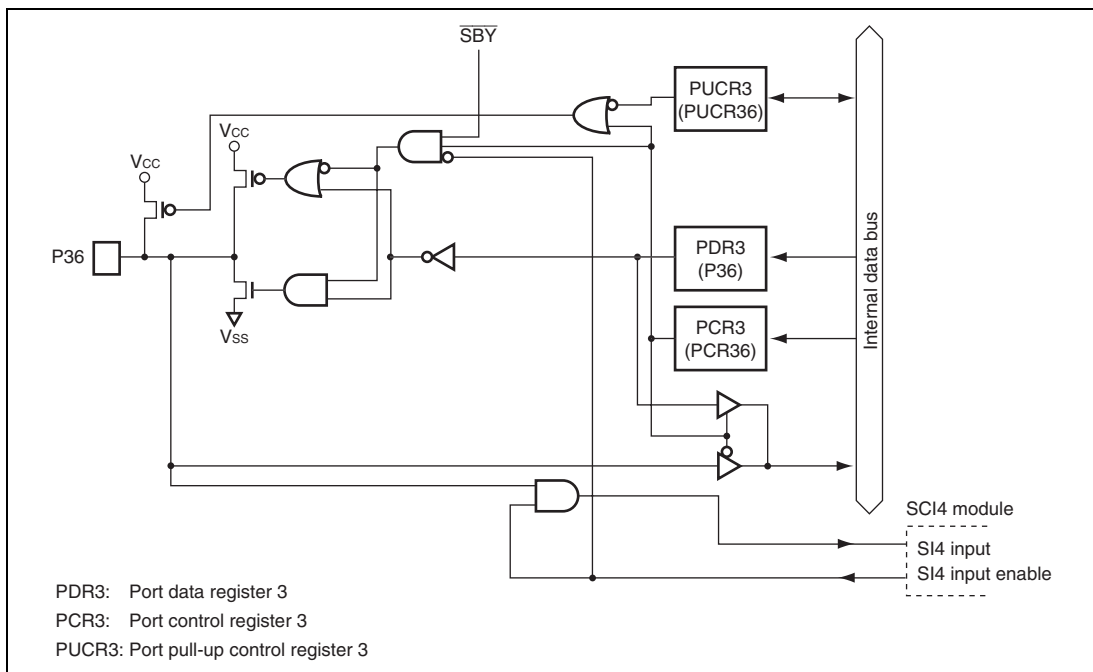 SBY
PUCR3
(PUCR36)
VCC
VCC
P36
PDR3
(P36)
VSS
PCR3
(PCR36)
Internal data bus
SCI4 module
SI4 input
SI4 input enable
PDR3: Port data register 3
PCR3: Port control register 3
PUCR3: Port pull-up control register 3